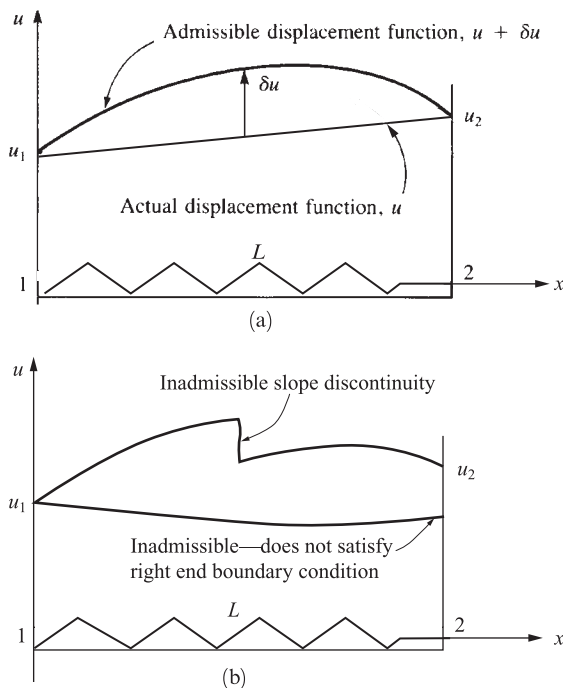 u
Admissible displacement function, u + δu
δu
u₂
u₁
Actual displacement function, u
L
1
2
x
(a)
u
Inadmissible slope discontinuity
u₂
u₁
Inadmissible—does not satisfy
right end boundary condition
L
1
2
x
(b)